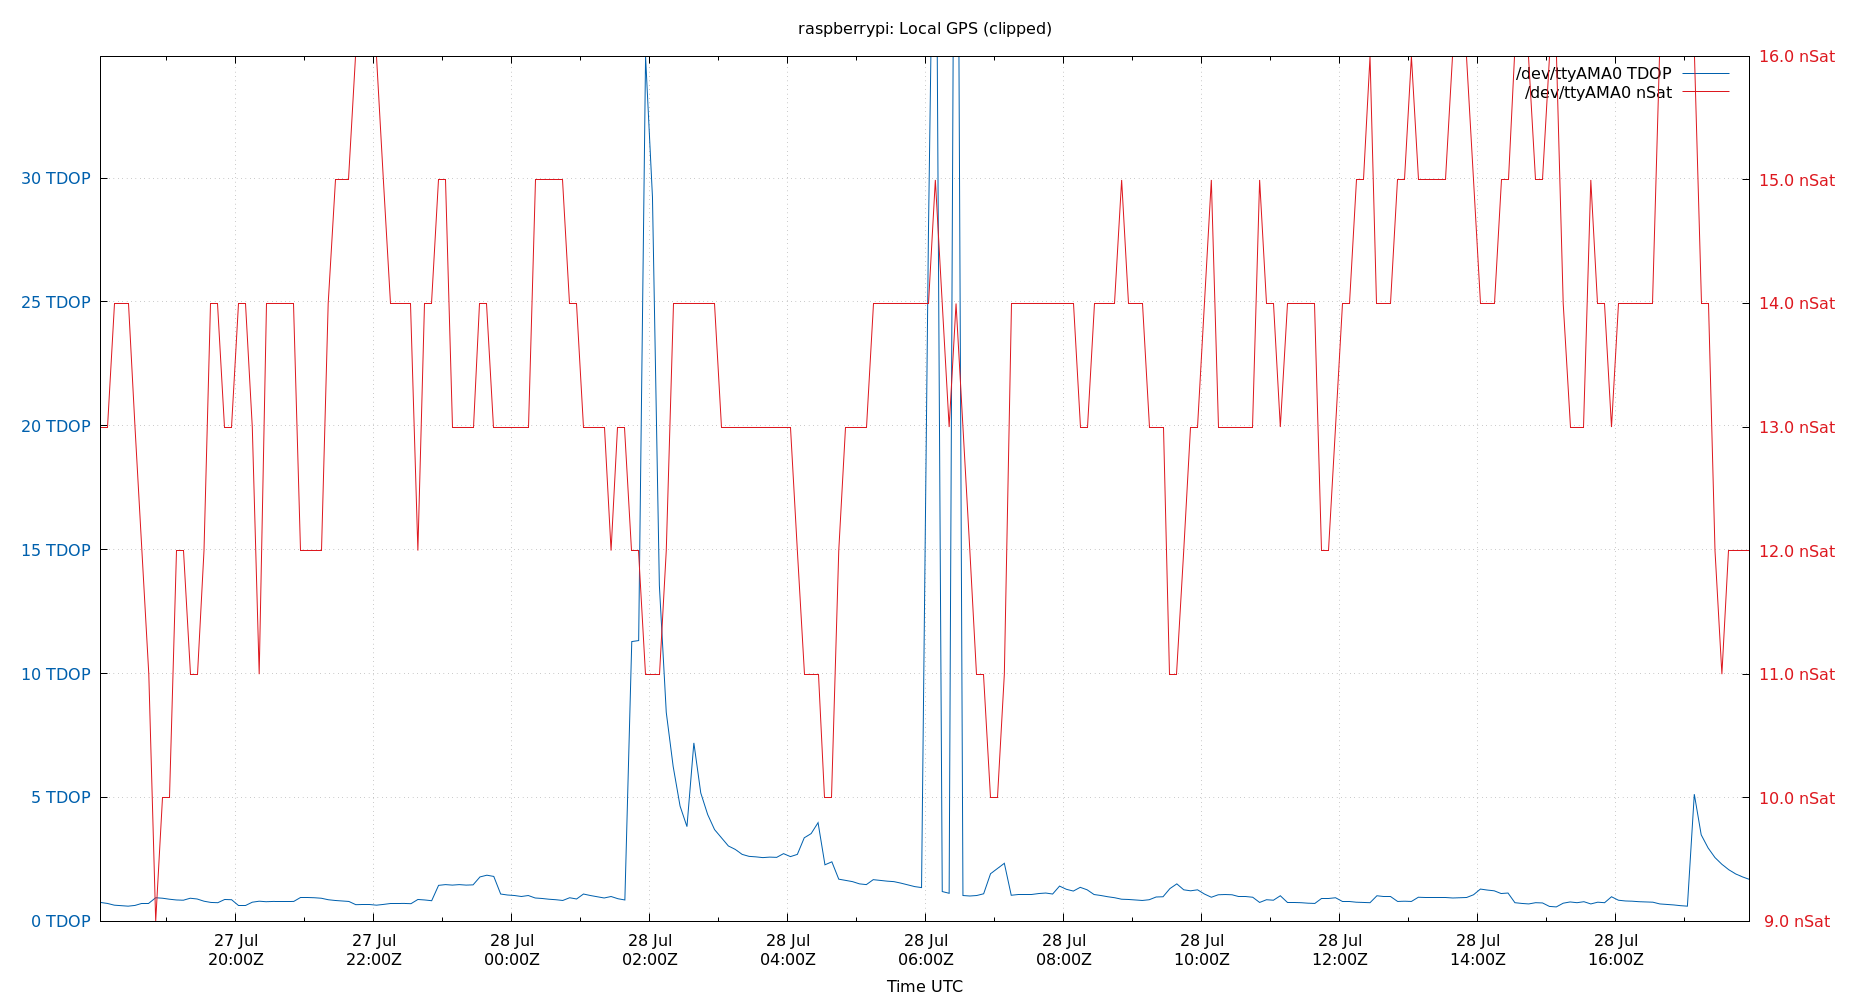 raspberrypi: Local GPS (clipped)
16.0 nSat
/dev/ttyAMA0 TDOP
/dev/ttyAMA0 nSat
30 TDOP
15.0 nSat
25 TDOP
14.0 nSat
20 TDOP
13.0 nSat
15 TDOP
12.0 nSat
10 TDOP
11.0 nSat
5 TDOP
10.0 nSat
0 TDOP
9.0 nSat
27 Jul 27 Jul 28 Jul 28 Jul 28 Jul 28 Jul 28 Jul 28 Jul 28 Jul 28 Jul 28 Jul
20:00Z 22:00Z 00:00Z 02:00Z 04:00Z 06:00Z 08:00Z 10:00Z 12:00Z 14:00Z 16:00Z
Time UTC